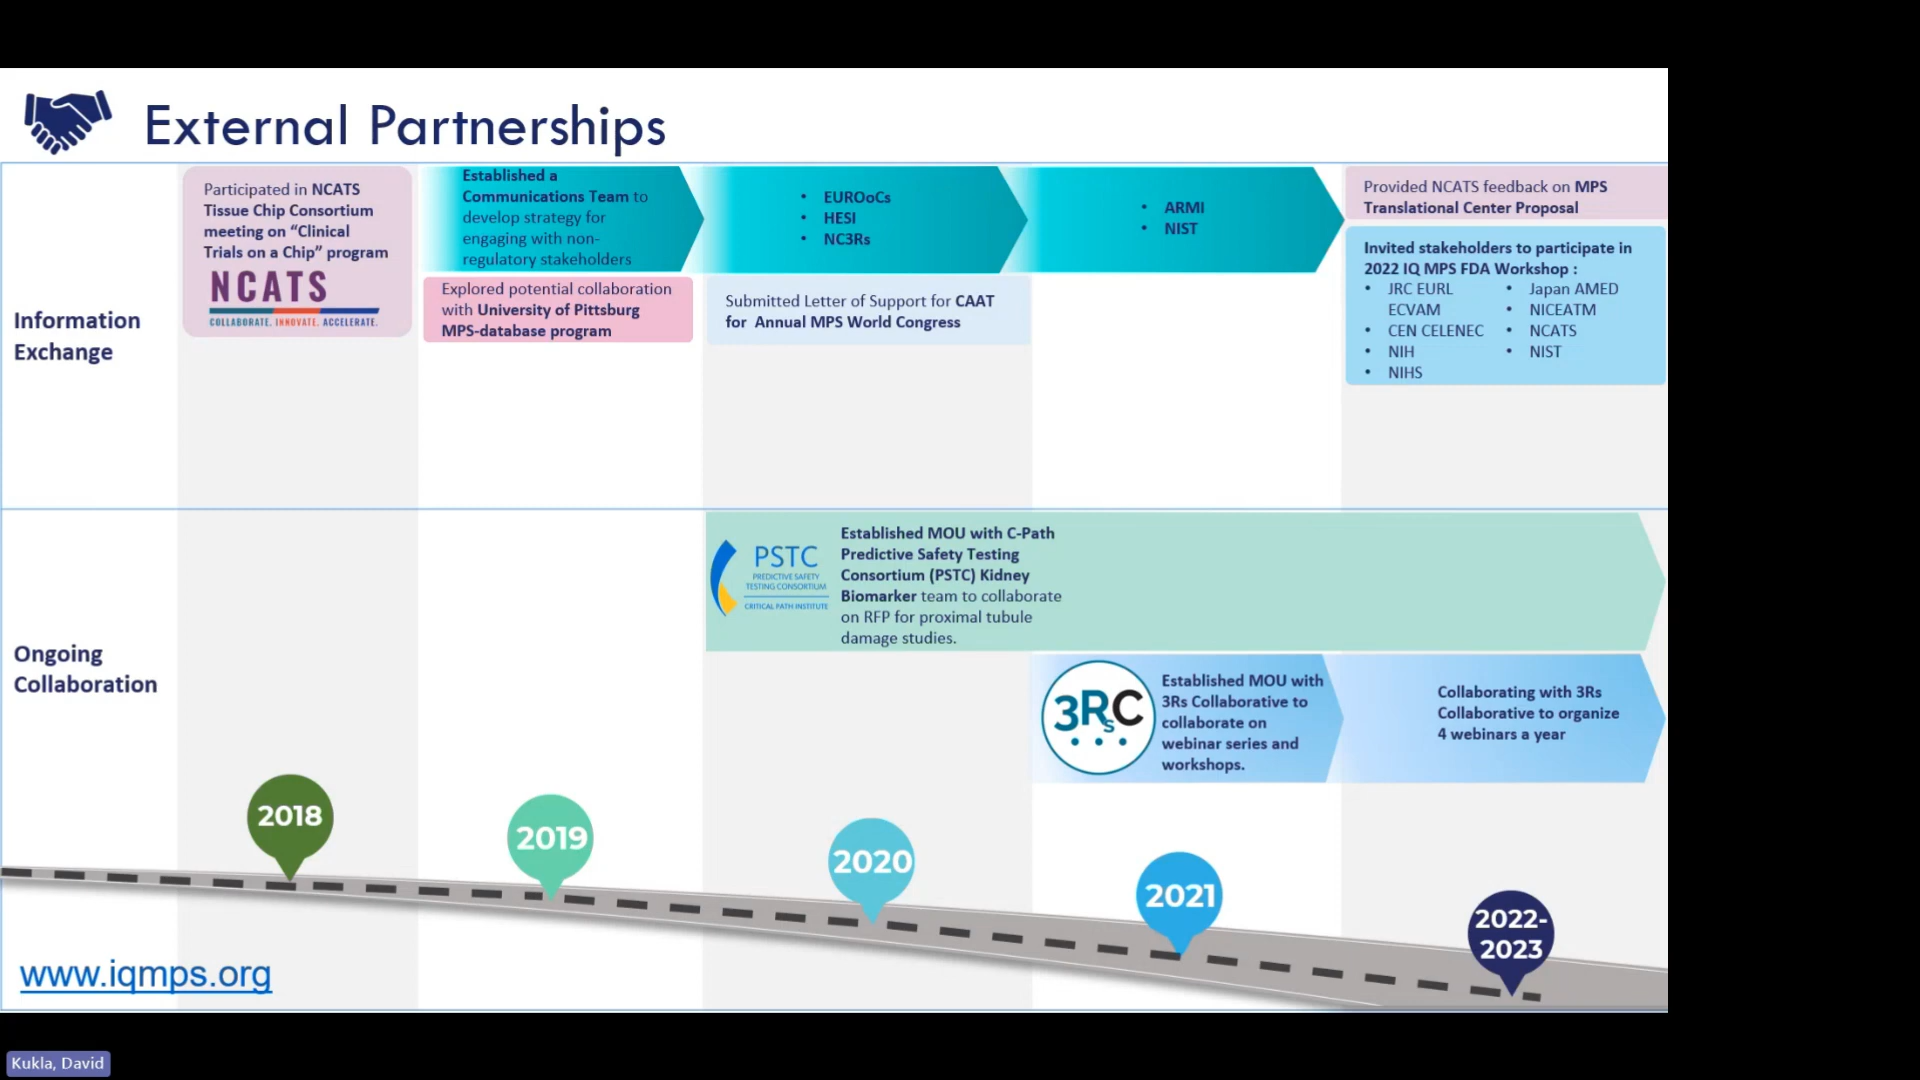 External Partnerships
Information
Exchange
Participated in NCATS
Tissue Chip Consortium
meeting on “Clinical
Trials on a Chip” program
NCATS
COLLABORATE. INNOVATE. ACCELERATE.
Established a
Communications Team to
develop strategy for
engaging with non-
regulatory stakeholders
Explored potential collaboration
with University of Pittsburg
MPS-database program
• EUROoCs
• HESI
• NC3Rs
Submitted Letter of Support for CAAT
for Annual MPS World Congress
• ARMI
• NIST
Provided NCATS feedback on MPS
Translational Center Proposal
Invited stakeholders to participate in
2022 IQ MPS FDA Workshop :
• JRC EURL
ECVAM
• CEN CELENEC
• NIH
• NIHS
• Japan AMED
• NICEATM
• NCATS
• NIST
Ongoing
Collaboration
PSTC
PREDICTIVE SAFETY
TESTING CONSORTIUM
CRITICAL PATH INSTITUTE
Established MOU with C-Path
Predictive Safety Testing
Consortium (PSTC) Kidney
Biomarker team to collaborate
on RFP for proximal tubule
damage studies.
3RsC
Established MOU with
3Rs Collaborative to
collaborate on
webinar series and
workshops.
Collaborating with 3Rs
Collaborative to organize
4 webinars a year
2018
2019
2020
2021
2022-
2023
www.iqmps.org
Kukla, David